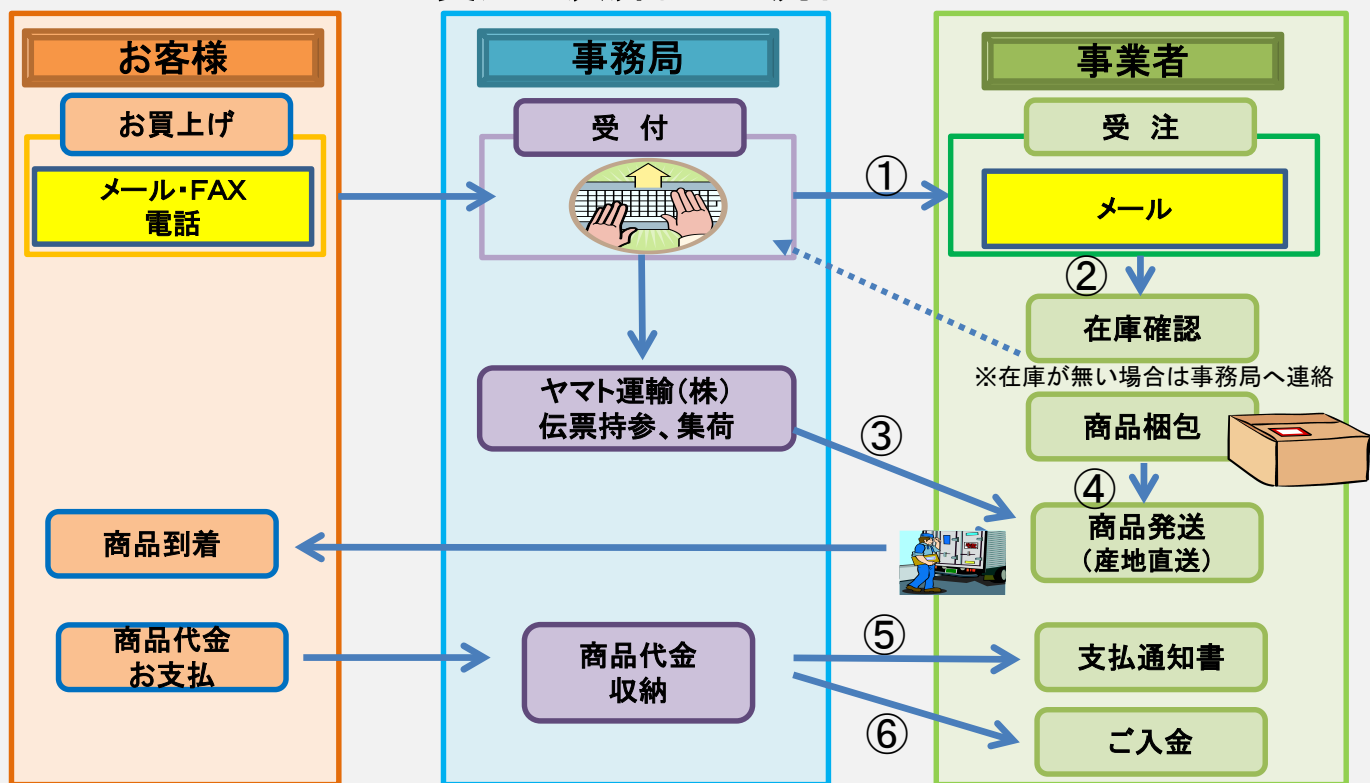 お客様
事務局
事業者
お買上げ
受 付
受 注
メール・FAX
電話
①
メール
②
在庫確認
※在庫が無い場合は事務局へ連絡
ヤマト運輸(株)
伝票持参、集荷
③
商品梱包
④
商品到着
商品発送
(産地直送)
商品代金
お支払
商品代金
収納
⑤
支払通知書
⑥
ご入金